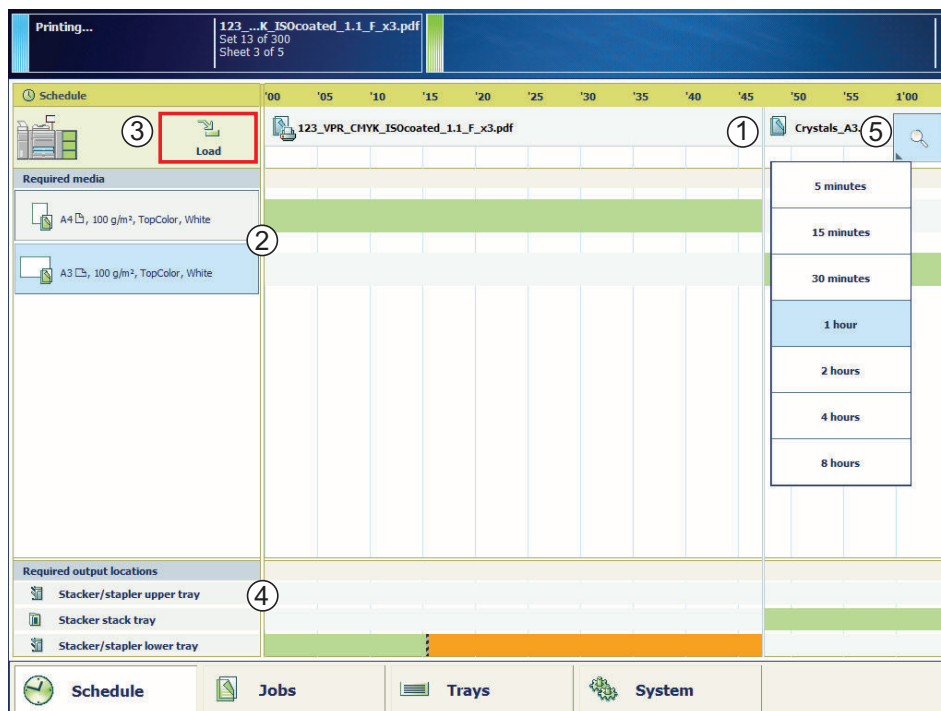 Printing...
123_...K_ISOcoated_1.1_F_x3.pdf
Set 13 of 300
Sheet 3 of 5
Schedule
'00 '05 '10 '15 '20 '25 '30 '35 '40 '45 '50 '55 1'00
③
Load
123_VPR_CMYK_ISOcoated_1.1_F_x3.pdf
①
Crystals_A3.
⑤
Required media
A4, 100 g/m², TopColor, White
②
A3, 100 g/m², TopColor, White
5 minutes
15 minutes
30 minutes
1 hour
2 hours
4 hours
8 hours
Required output locations
Stacker/stapler upper tray
④
Stacker stack tray
Stacker/stapler lower tray
Schedule
Jobs
Trays
System